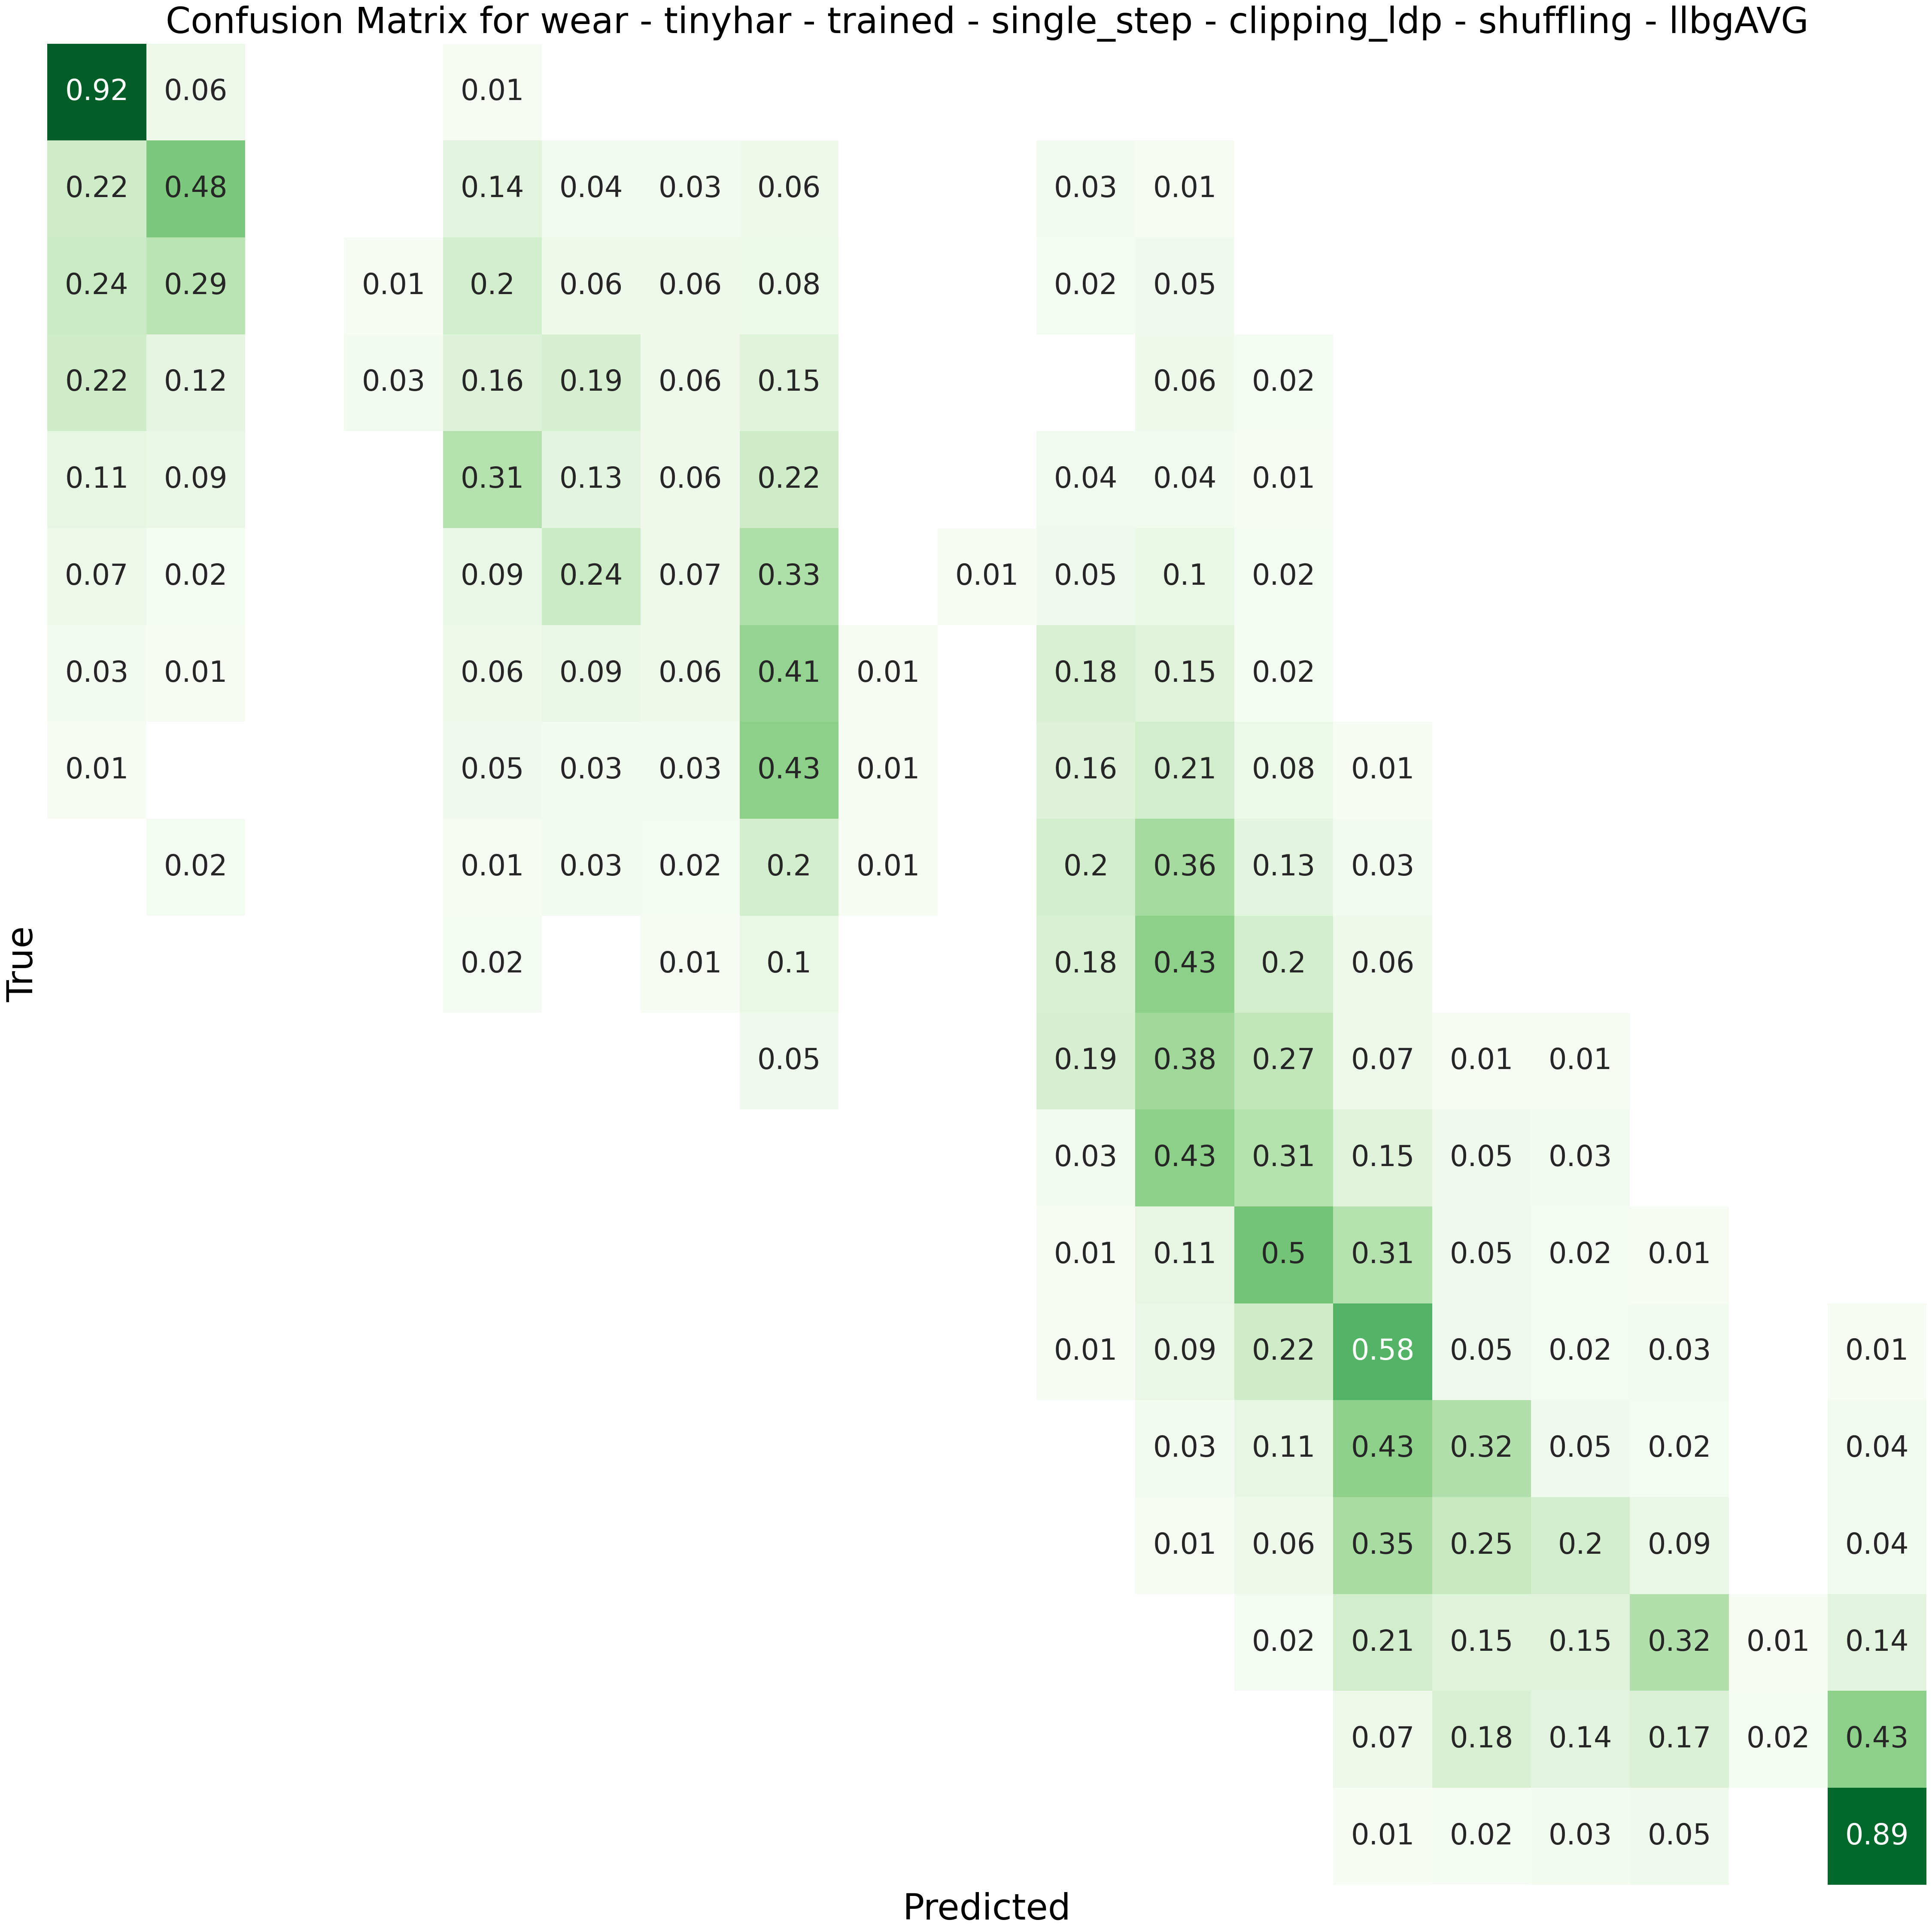 Confusion Matrix for wear - tinyhar - trained - single_step - clipping_ldp - shuffling - llbgAVG
0.92 0.06 0.01
0.22 0.48 0.14 0.04 0.03 0.06 0.03 0.01
0.24 0.29 0.01 0.2 0.06 0.06 0.08 0.02 0.05
0.22 0.12 0.03 0.16 0.19 0.06 0.15 0.06 0.02
0.11 0.09 0.31 0.13 0.06 0.22 0.04 0.04 0.01
0.07 0.02 0.09 0.24 0.07 0.33 0.01 0.05 0.1 0.02
0.03 0.01 0.06 0.09 0.06 0.41 0.01 0.18 0.15 0.02
0.01 0.05 0.03 0.03 0.43 0.01 0.16 0.21 0.08 0.01
0.02 0.01 0.03 0.02 0.2 0.01 0.2 0.36 0.13 0.03
True
0.02 0.01 0.1 0.18 0.43 0.2 0.06
0.05 0.19 0.38 0.27 0.07 0.01 0.01
0.03 0.43 0.31 0.15 0.05 0.03
0.01 0.11 0.5 0.31 0.05 0.02 0.01
0.01 0.09 0.22 0.58 0.05 0.02 0.03 0.01
0.03 0.11 0.43 0.32 0.05 0.02 0.04
0.01 0.06 0.35 0.25 0.2 0.09 0.04
0.02 0.21 0.15 0.15 0.32 0.01 0.14
0.07 0.18 0.14 0.17 0.02 0.43
0.01 0.02 0.03 0.05 0.89
Predicted